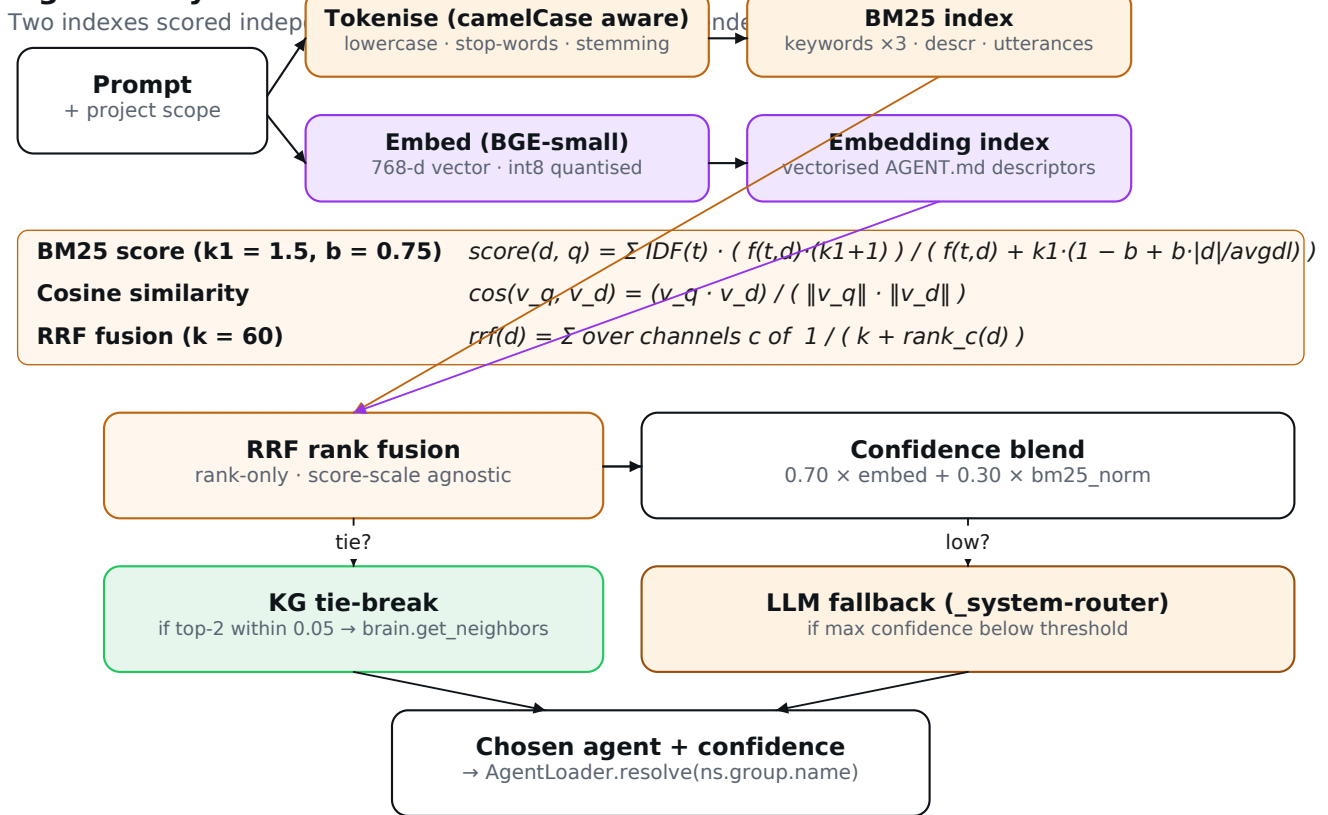 Two indexes scored indep
Tokenise (camelCase aware)
lowercase · stop-words · stemming
BM25 index
keywords ×3 · descr · utterances
Prompt
+ project scope
Embed (BGE-small)
768-d vector · int8 quantised
Embedding index
vectorised AGENT.md descriptors
BM25 score (k1 = 1.5, b = 0.75) score(d, q) = Σ IDF(t) · ( f(t,d)·(k1+1) ) / ( f(t,d) + k1·(1 − b + b·|d|/avgdl) )
Cosine similarity cos(v_q, v_d) = (v_q · v_d) / ( ‖v_q‖ · ‖v_d‖ )
RRF fusion (k = 60) rrf(d) = Σ over channels c of 1 / ( k + rank_c(d) )
RRF rank fusion
rank-only · score-scale agnostic
Confidence blend
0.70 × embed + 0.30 × bm25_norm
tie?
low?
KG tie-break
if top-2 within 0.05 → brain.get_neighbors
LLM fallback (_system-router)
if max confidence below threshold
Chosen agent + confidence
→ AgentLoader.resolve(ns.group.name)